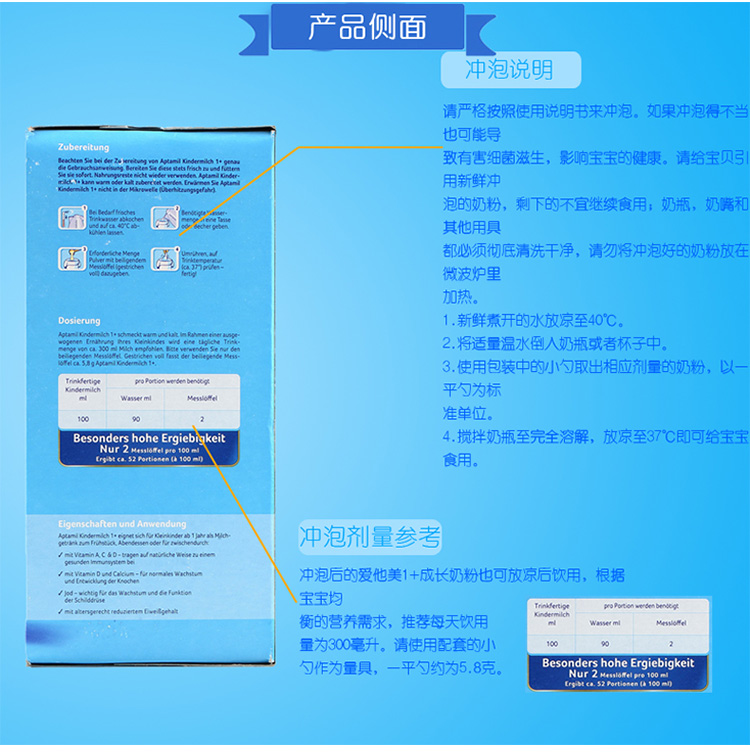 产品侧面
冲泡说明
请严格按照使用说明书来冲泡。如果冲泡得不当
也可能导
致有害细菌滋生，影响宝宝的健康。请给宝贝引
用新鲜冲
泡的奶粉，剩下的不宜继续食用；奶瓶，奶嘴和
其他用具
都必须彻底清洗干净，请勿将冲泡好的奶粉放在
微波炉里
加热。
1.新鲜煮开的水放凉至40℃。
2.将适量温水倒人奶瓶或者杯子中。
3.使用包装中的小勺取出相应剂量的奶粉，以一
平勺为标
准单位。
4.搅拌奶瓶至完全溶解，放凉至37℃即可给宝宝
食用。
Zubereitung
Beachten Sie bei der Zubereitung von Aptamil Kindermilch 1+ genau
die Gebrauchsanweisung. Bereiten Sie diese stets frisch zu und füttern
Sie sie sofort. Nahrungsreste nicht wieder verwenden. Aptamil Kinder-
milch 1+ kann warm oder kalt zubereitet werden. Erwärmen Sie Aptamil
Kindermilch 1+ nicht in der Mikrowelle (Überhitzungsgefahr).
1
Bei Bedarf frisches
Trinkwasser abkochen
und auf ca. 40°C ab-
kühlen lassen.
2
Benötigte Wasser-
menge in eine Tasse
oder Becher geben.
3
Erforderliche Menge
Pulver mit beiligendem
Messlöffel (gestrichen
voll) dazugeben.
4
Umrühren, auf
Trinktemperatur
(ca. 37°) prüfen –
fertig!
Dosierung
Aptamil Kindermilch 1+ schmeckt warm und kalt. Im Rahmen einer ausge-
wogenen Ernährung Ihres Kleinkindes wird eine tägliche Trink-
menge von ca. 300 ml Milch empfohlen. Bitte verwenden Sie nur den
beiliegenden Messlöffel. Gestrichen voll fasst der beiliegende Mess-
löffel ca. 5,8 g Aptamil Kindermilch 1+.
Trinkfertige
Kindermilch
ml
pro Portion werden benötigt
Wasser ml
Messlöffel
100 90 2
Besonders hohe Ergiebigkeit
Nur 2 Messlöffel pro 100 ml
Ergibt ca. 52 Portionen (à 100 ml)
Eigenschaften und Anwendung
Aptamil Kindermilch 1+ eignet sich für Kleinkinder ab 1 Jahr als Milch-
getränk zum Frühstück, Abendessen oder für zwischendurch:
✓ mit Vitamin A, C & D – tragen auf natürliche Weise zu einem
gesunden Immunsystem bei
✓ mit Vitamin D und Calcium – für normales Wachstum
und Entwicklung der Knochen
✓ Jod – wichtig für das Wachstum und die Funktion
der Schilddrüse
✓ mit altersgerecht reduziertem Eiweißgehalt
冲泡剂量参考
冲泡后的爱他美1+成长奶粉也可放凉后饮用，根据
宝宝均
衡的营养需求，推荐每天饮用
量为300毫升。请使用配套的小
勺作为量具，一平勺约为5.8克。
Trinkfertige
Kindermilch
ml
pro Portion werden benötigt
Wasser ml
Messlöffel
100 90 2
Besonders hohe Ergiebigkeit
Nur 2 Messlöffel pro 100 ml
Ergibt ca. 52 Portionen (à 100 ml)